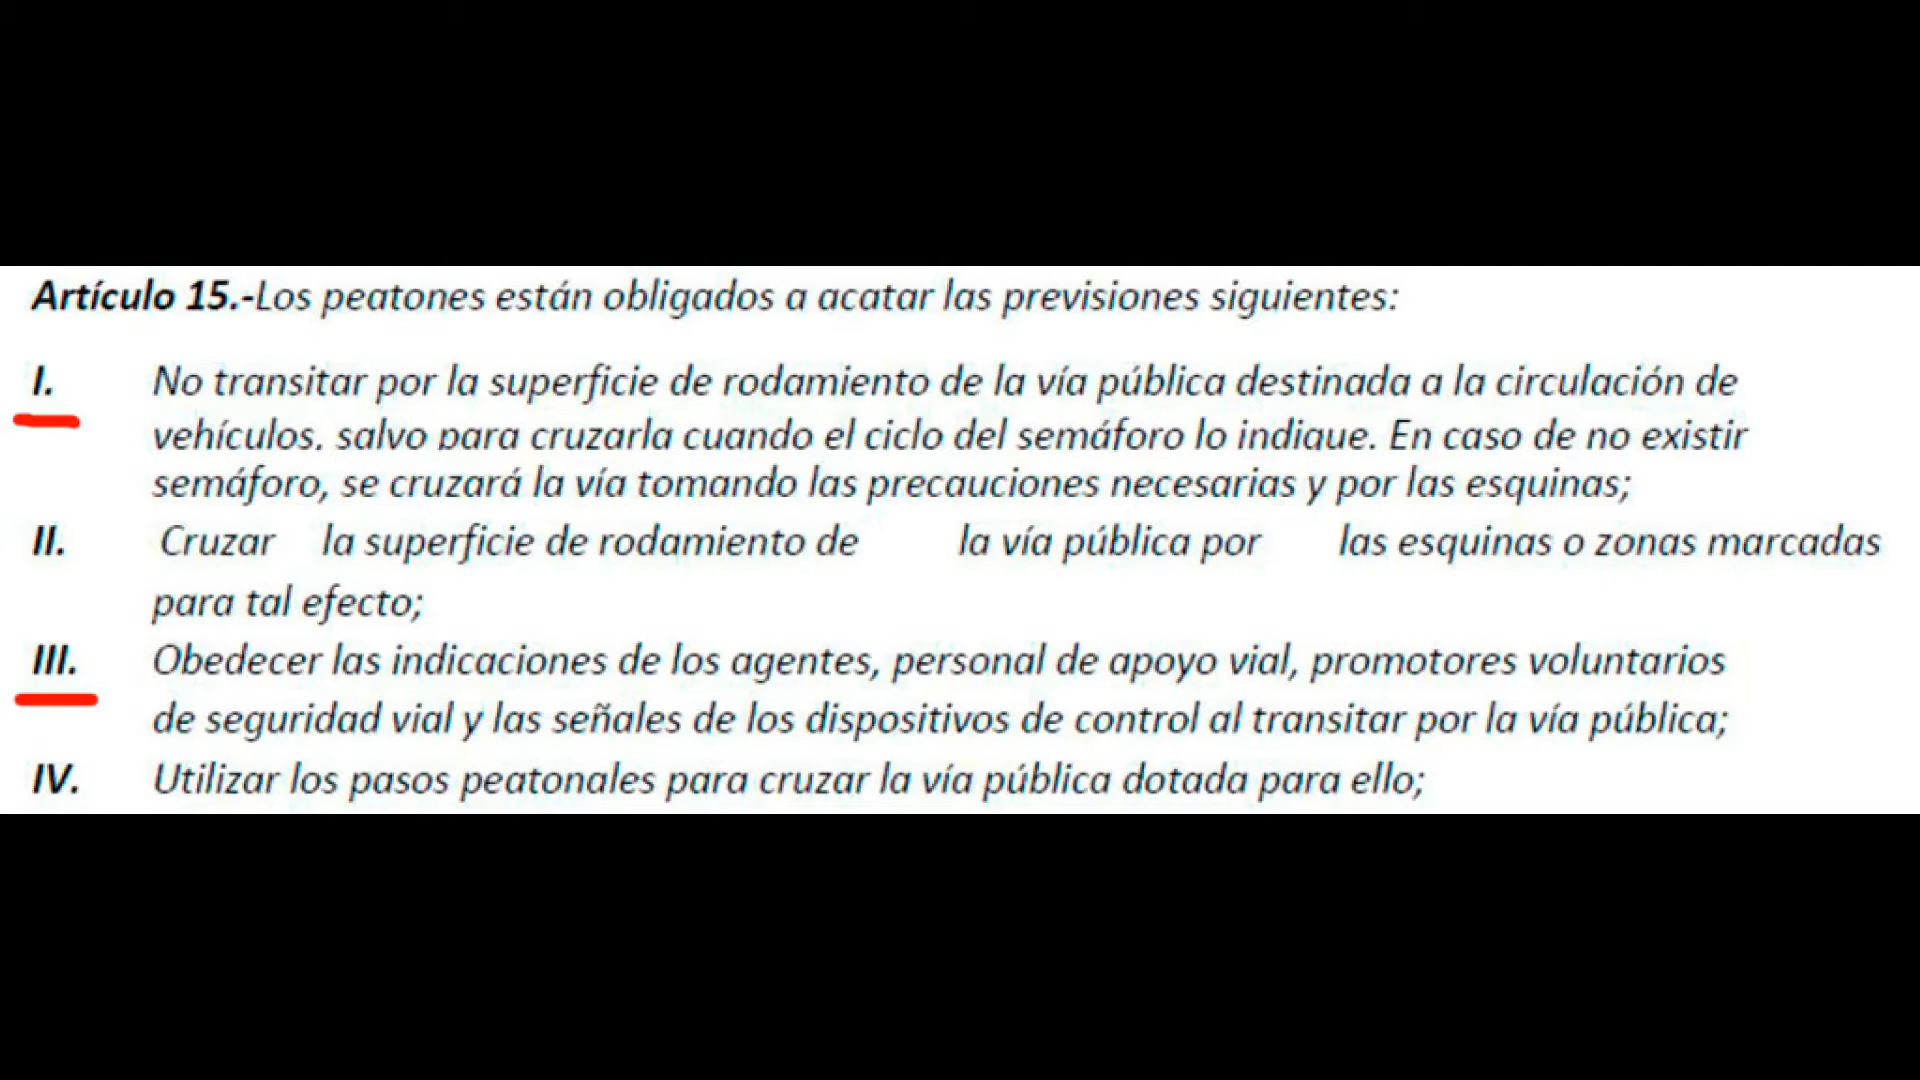 Artículo 15.-Los peatones están obligados a acatar las previsiones siguientes:
I. No transitar por la superficie de rodamiento de la vía pública destinada a la circulación de
vehículos, salvo para cruzarla cuando el ciclo del semáforo lo indique. En caso de no existir
semáforo, se cruzará la vía tomando las precauciones necesarias y por las esquinas;
II. Cruzar la superficie de rodamiento de la vía pública por las esquinas o zonas marcadas
para tal efecto;
III. Obedecer las indicaciones de los agentes, personal de apoyo vial, promotores voluntarios
de seguridad vial y las señales de los dispositivos de control al transitar por la vía pública;
IV. Utilizar los pasos peatonales para cruzar la vía pública dotada para ello;